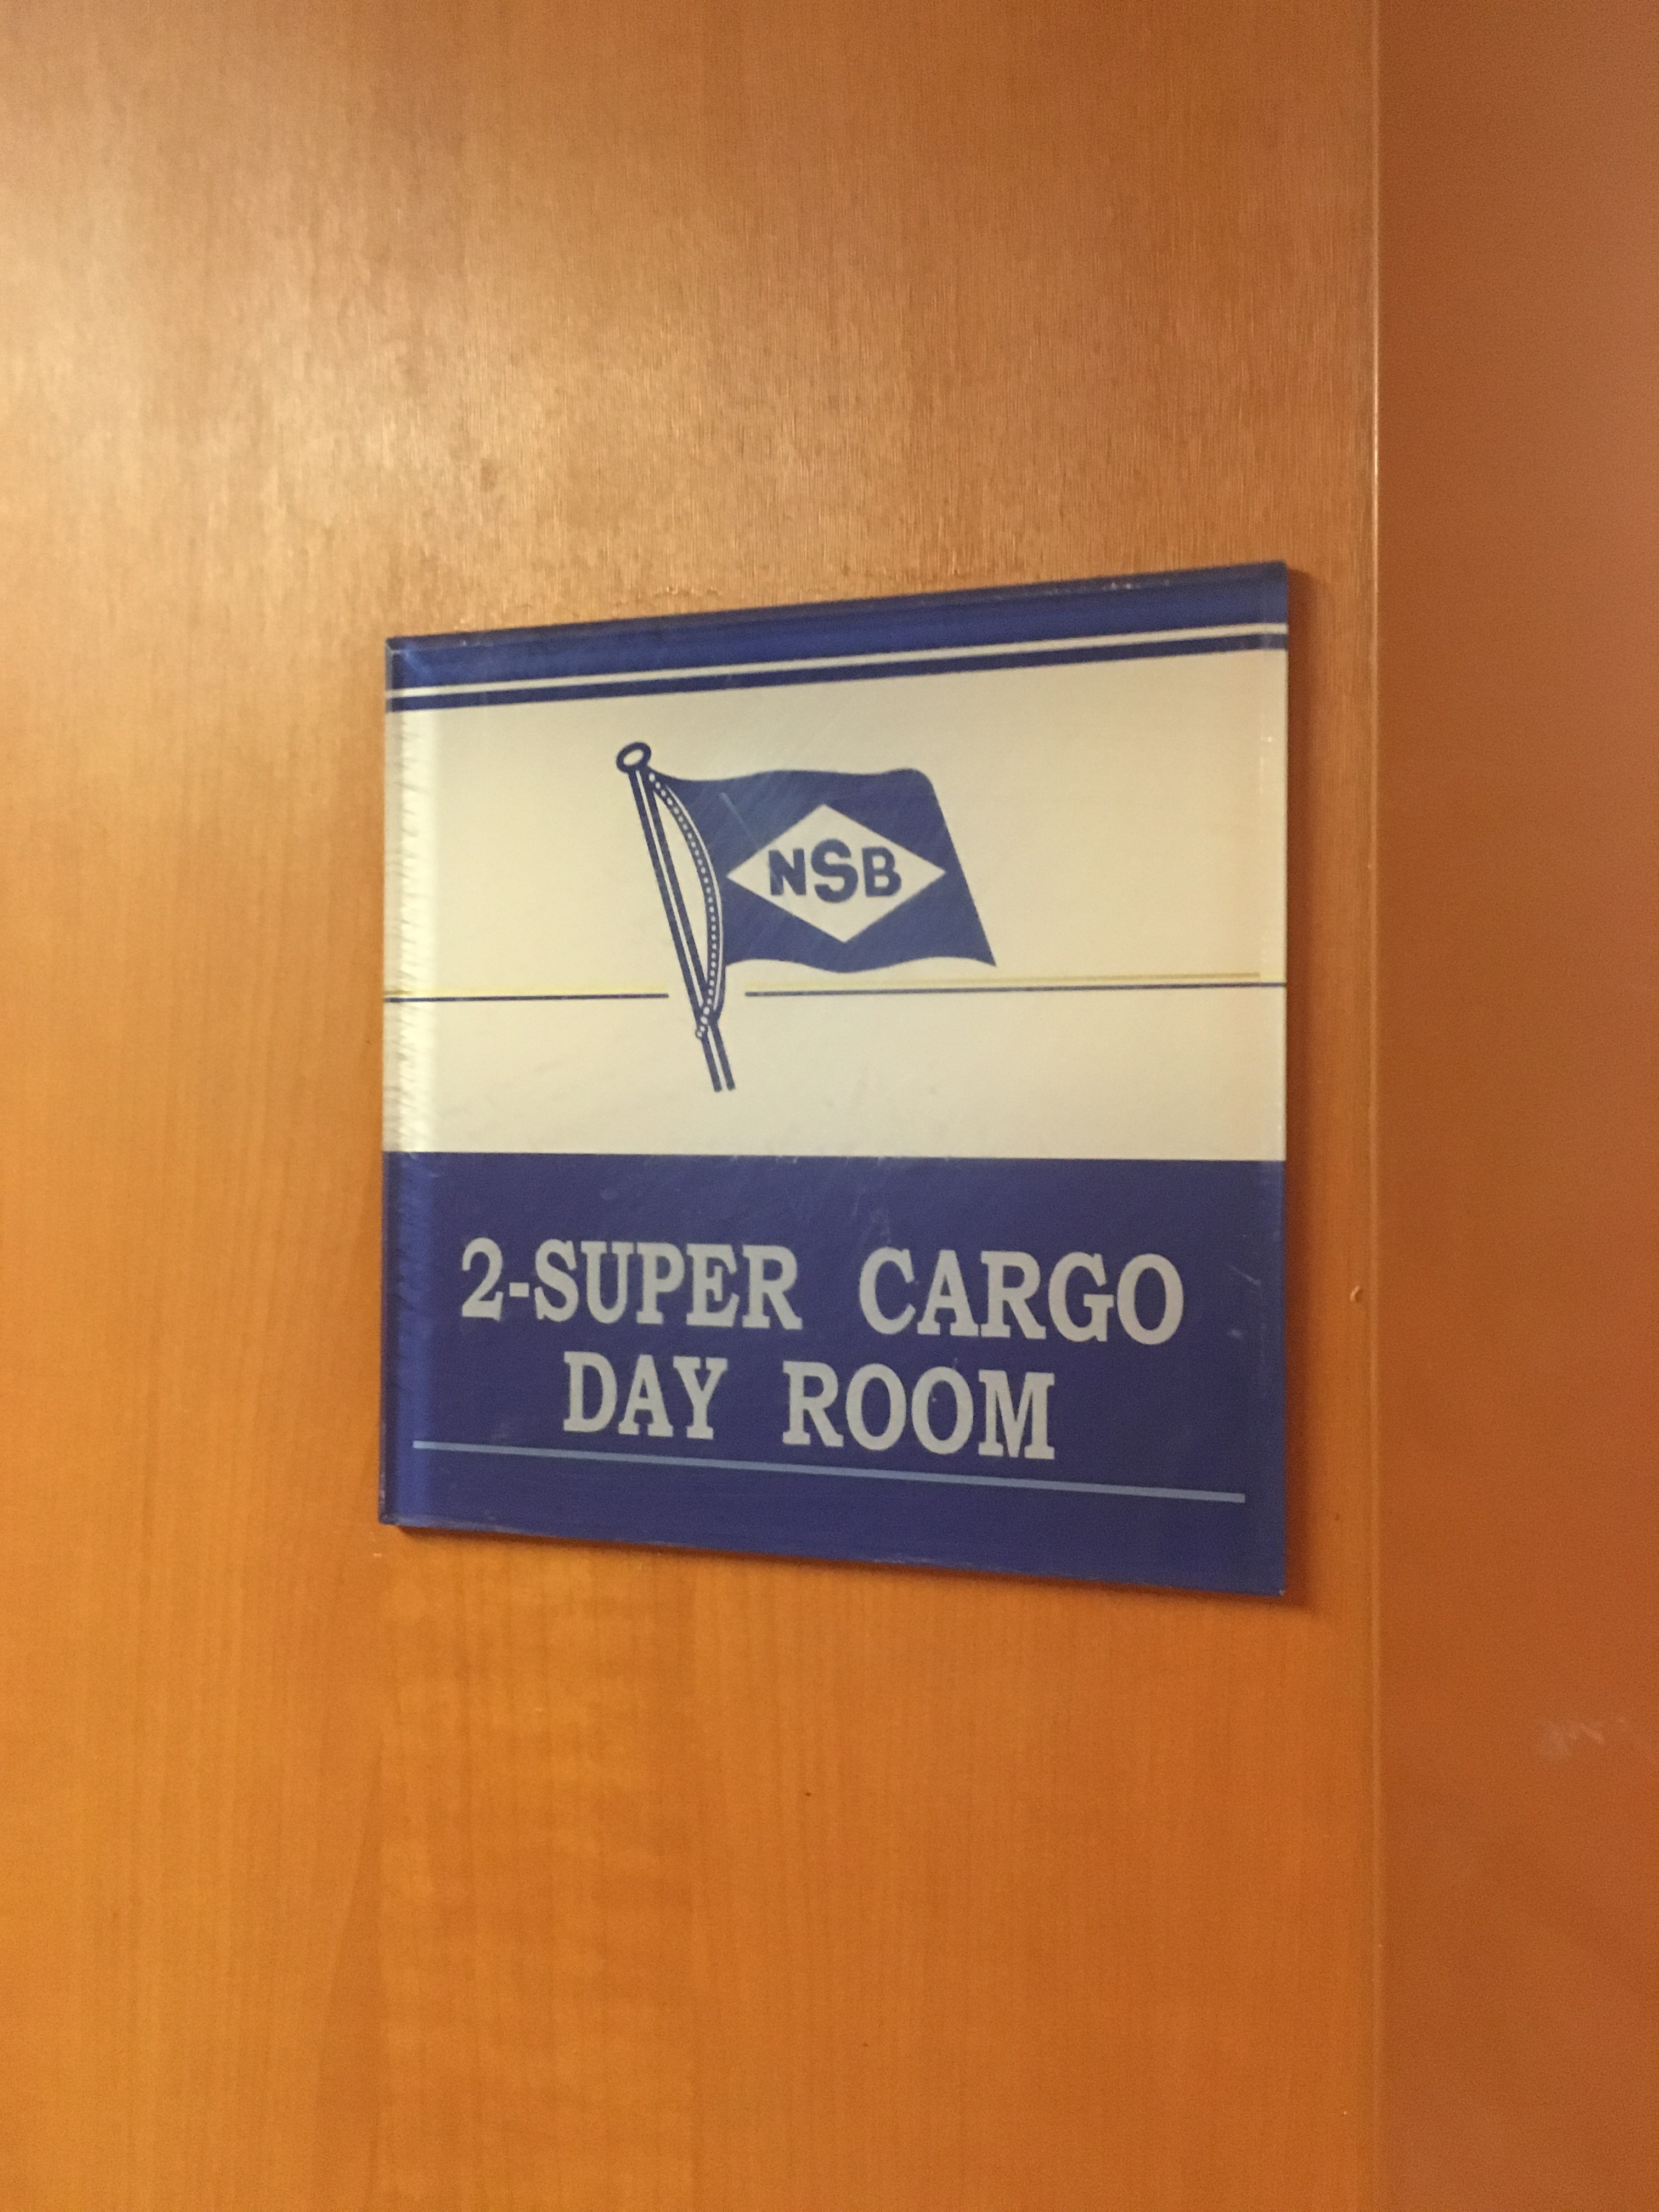 NSB
2-SUPER CARGO
DAY ROOM